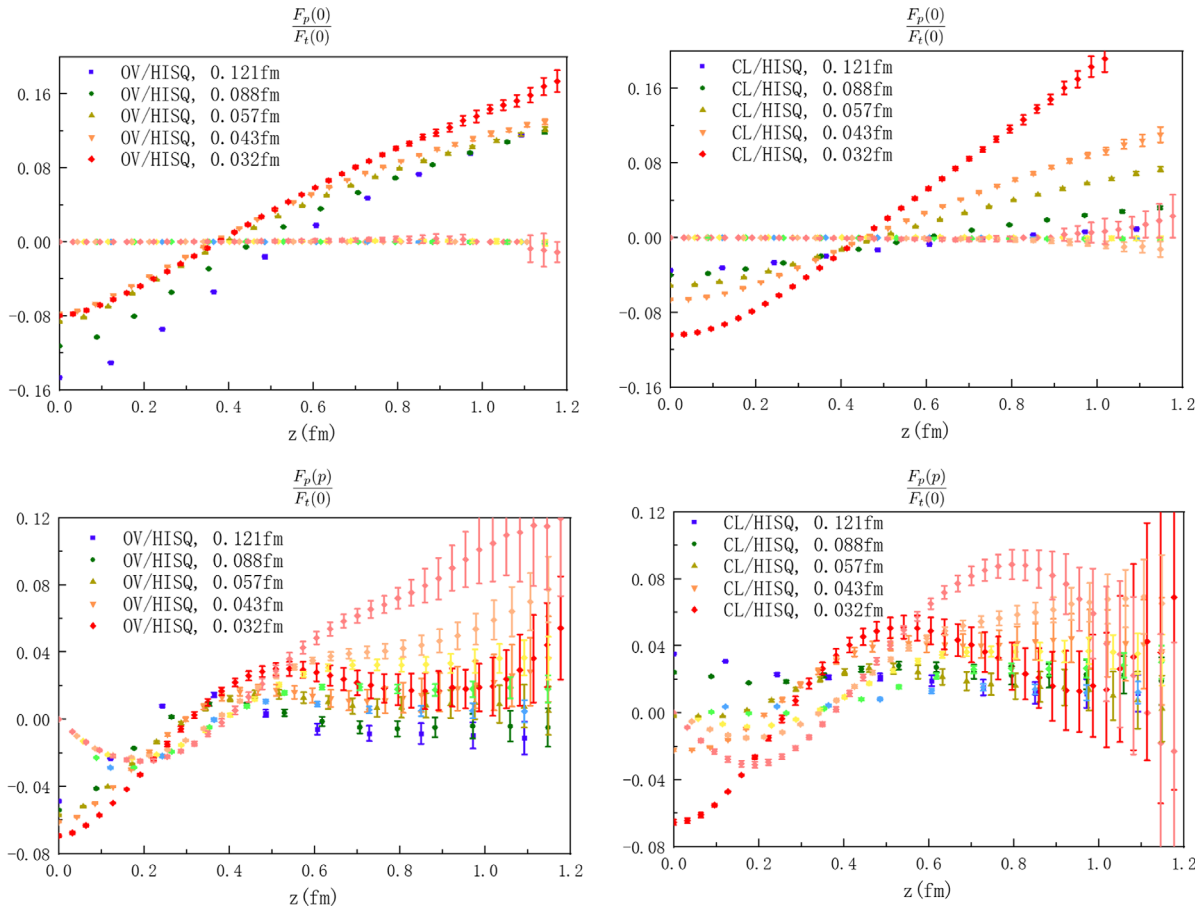 F_p(0)
F_t(0)
OV/HISQ, 0.121fm
OV/HISQ, 0.088fm
OV/HISQ, 0.057fm
OV/HISQ, 0.043fm
OV/HISQ, 0.032fm
0.16
0.08
0.00
-0.08
-0.16
0.0 0.2 0.4 0.6 0.8 1.0 1.2
z(fm)
F_p(0)
F_t(0)
CL/HISQ, 0.121fm
CL/HISQ, 0.088fm
CL/HISQ, 0.057fm
CL/HISQ, 0.043fm
CL/HISQ, 0.032fm
0.16
0.08
0.00
-0.08
-0.16
0.0 0.2 0.4 0.6 0.8 1.0 1.2
z(fm)
F_p(p)
F_t(0)
0.12
OV/HISQ, 0.121fm
OV/HISQ, 0.088fm
OV/HISQ, 0.057fm
OV/HISQ, 0.043fm
OV/HISQ, 0.032fm
0.08
0.04
0.00
-0.04
-0.08
0.0 0.2 0.4 0.6 0.8 1.0 1.2
z(fm)
F_p(p)
F_t(0)
0.12
CL/HISQ, 0.121fm
CL/HISQ, 0.088fm
CL/HISQ, 0.057fm
CL/HISQ, 0.043fm
CL/HISQ, 0.032fm
0.08
0.04
0.00
-0.04
-0.08
0.0 0.2 0.4 0.6 0.8 1.0 1.2
z(fm)